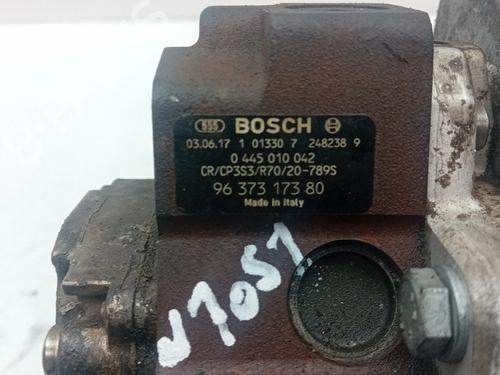 BOSCH
03.06.17 1 01330 7 248238 9
0 445 010 042
CR/CP3S3/R70/20-789S
96 373 173 80
Made in Italy